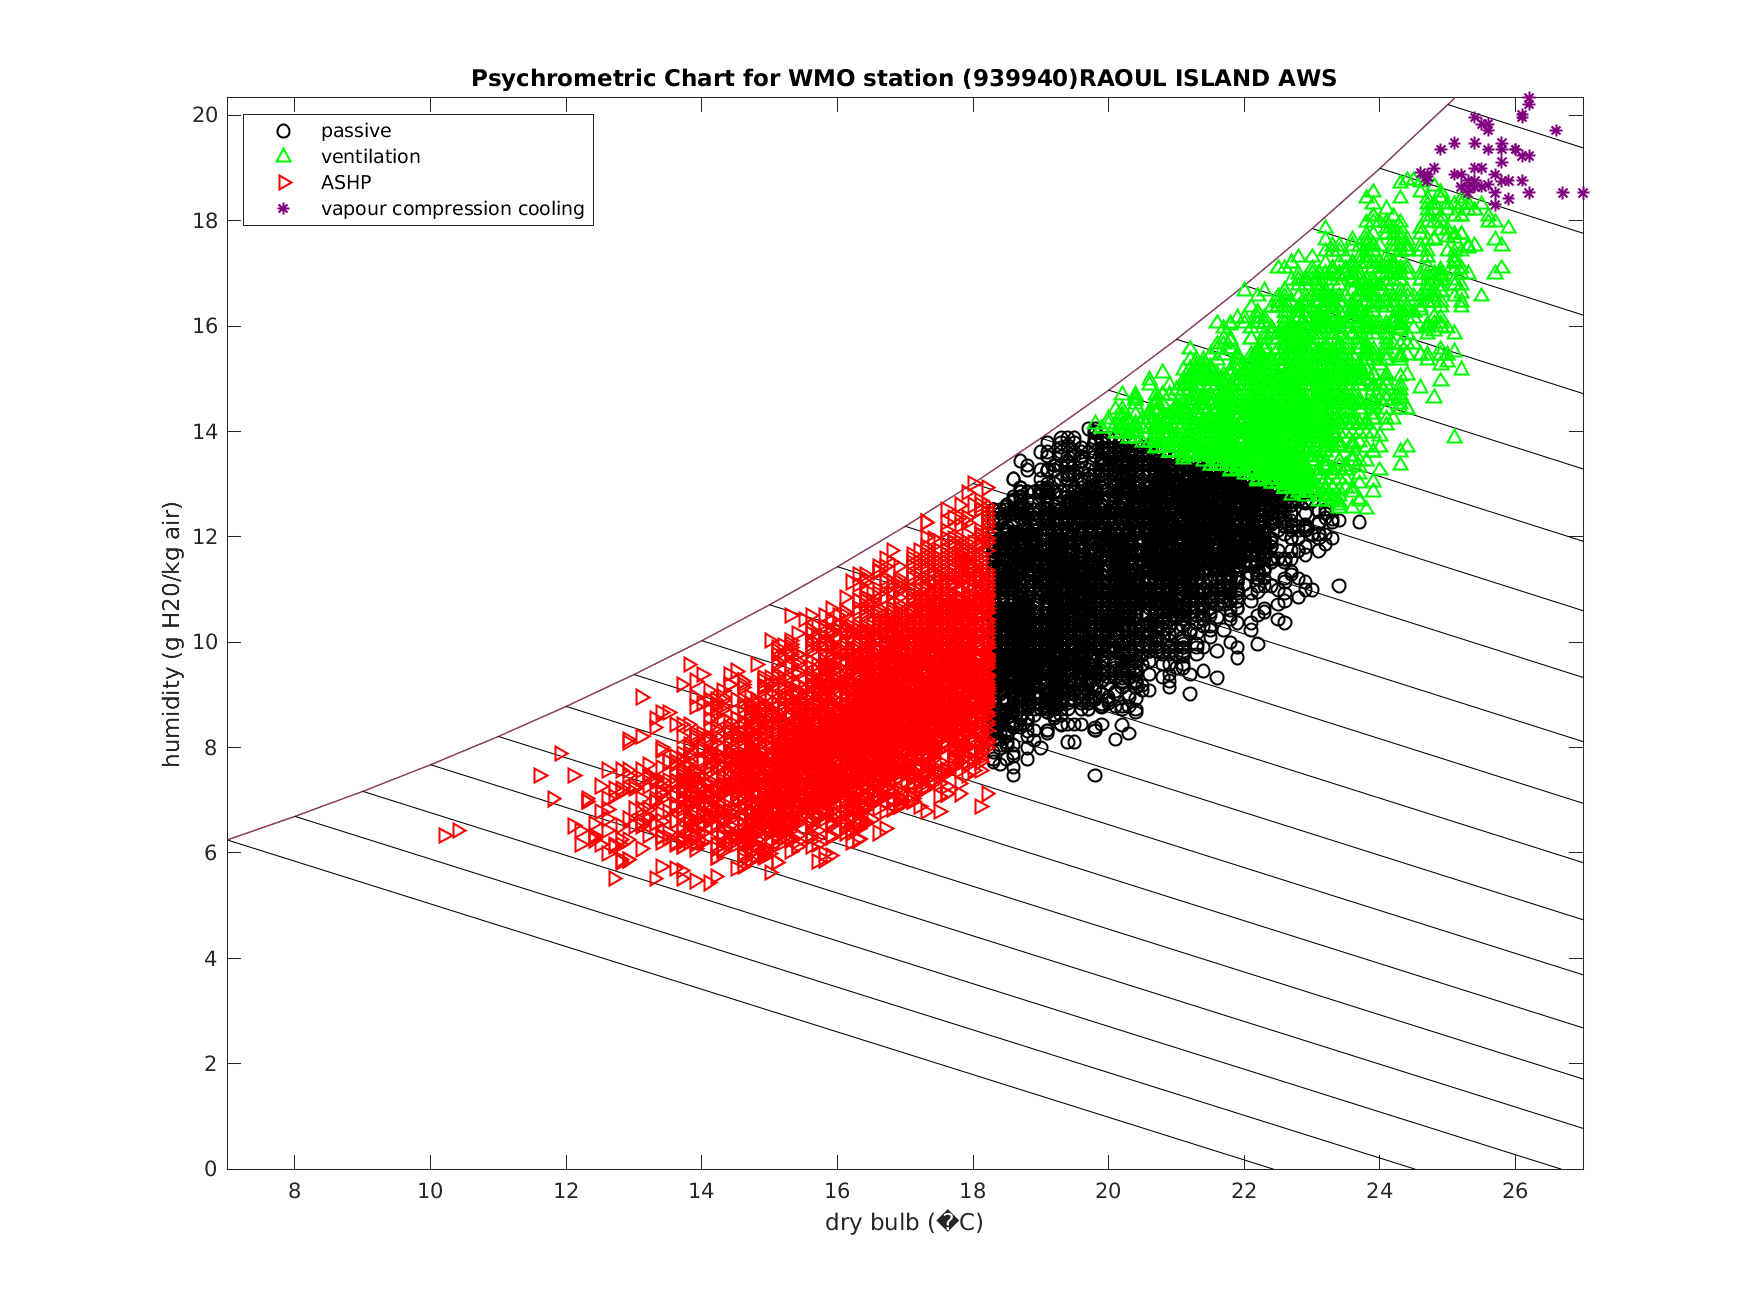 Psychrometric Chart for WMO station (939940)RAOUL ISLAND AWS
passive
ventilation
ASHP
vapour compression cooling
20
18
16
14
12
10
8
6
4
2
0
humidity (g H20/kg air)
8 10 12 14 16 18 20 22 24 26
dry bulb (�C)